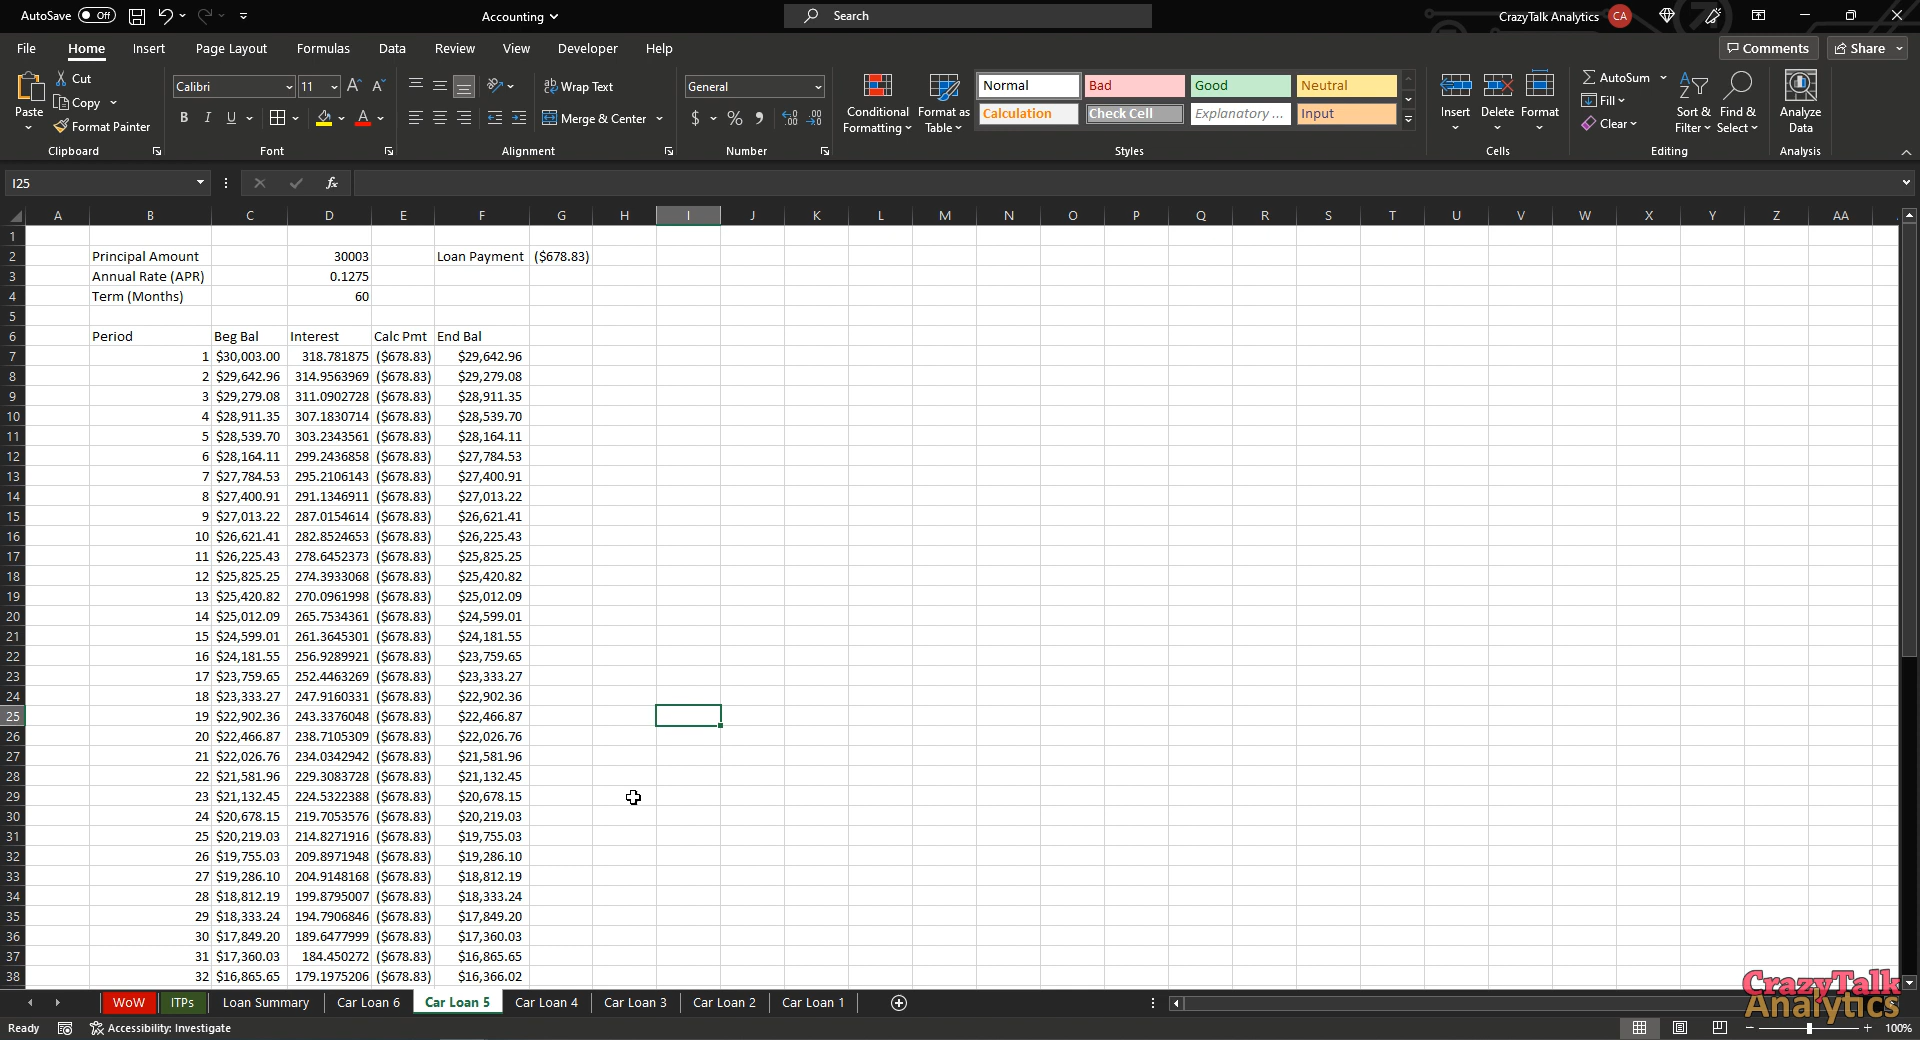 AutoSave Off Accounting Search CrazyTalk Analytics CA
File Home Insert Page Layout Formulas Data Review View Developer Help Comments Share
Paste Cut Copy Format Painter Clipboard
Calibri 11 A A B I U A Font
ab Wrap Text Merge & Center Alignment
General $ % 9 Number
Conditional Formatting Format as Table
Normal Bad Good Neutral
Calculation Check Cell Explanatory ... Input
Styles
Insert Delete Format Cells
AutoSum Fill Clear Sort & Filter Find & Select Editing
Analyze Data Analysis
I25 fx
A B C D E F G H I J K L M N O P Q R S T U V W X Y Z AA
1
2 Principal Amount 30003 Loan Payment ($678.83)
3 Annual Rate (APR) 0.1275
4 Term (Months) 60
5
6 Period Beg Bal Interest Calc Pmt End Bal
7 1 $30,003.00 318.781875 ($678.83) $29,642.96
8 2 $29,642.96 314.9563969 ($678.83) $29,279.08
9 3 $29,279.08 311.0902728 ($678.83) $28,911.35
10 4 $28,911.35 307.1830714 ($678.83) $28,539.70
11 5 $28,539.70 303.2343561 ($678.83) $28,164.11
12 6 $28,164.11 299.2436858 ($678.83) $27,784.53
13 7 $27,784.53 295.2106143 ($678.83) $27,400.91
14 8 $27,400.91 291.1346911 ($678.83) $27,013.22
15 9 $27,013.22 287.0154614 ($678.83) $26,621.41
16 10 $26,621.41 282.8524653 ($678.83) $26,225.43
17 11 $26,225.43 278.6452373 ($678.83) $25,825.25
18 12 $25,825.25 274.3933068 ($678.83) $25,420.82
19 13 $25,420.82 270.0961998 ($678.83) $25,012.09
20 14 $25,012.09 265.7534361 ($678.83) $24,599.01
21 15 $24,599.01 261.3645301 ($678.83) $24,181.55
22 16 $24,181.55 256.9289921 ($678.83) $23,759.65
23 17 $23,759.65 252.4463269 ($678.83) $23,333.27
24 18 $23,333.27 247.9160331 ($678.83) $22,902.36
25 19 $22,902.36 243.3376048 ($678.83) $22,466.87
26 20 $22,466.87 238.7105309 ($678.83) $22,026.76
27 21 $22,026.76 234.0342942 ($678.83) $21,581.96
28 22 $21,581.96 229.3083728 ($678.83) $21,132.45
29 23 $21,132.45 224.5322388 ($678.83) $20,678.15
30 24 $20,678.15 219.7053576 ($678.83) $20,219.03
31 25 $20,219.03 214.8271916 ($678.83) $19,755.03
32 26 $19,755.03 209.8971948 ($678.83) $19,286.10
33 27 $19,286.10 204.9148168 ($678.83) $18,812.19
34 28 $18,812.19 199.8795007 ($678.83) $18,333.24
35 29 $18,333.24 194.7906846 ($678.83) $17,849.20
36 30 $17,849.20 189.6477999 ($678.83) $17,360.03
37 31 $17,360.03 184.450272 ($678.83) $16,865.65
38 32 $16,865.65 179.1975206 ($678.83) $16,366.02
CrazyTalk
Analytics
WoW ITPs Loan Summary Car Loan 6 Car Loan 5 Car Loan 4 Car Loan 3 Car Loan 2 Car Loan 1
Ready Accessibility: Investigate 100%